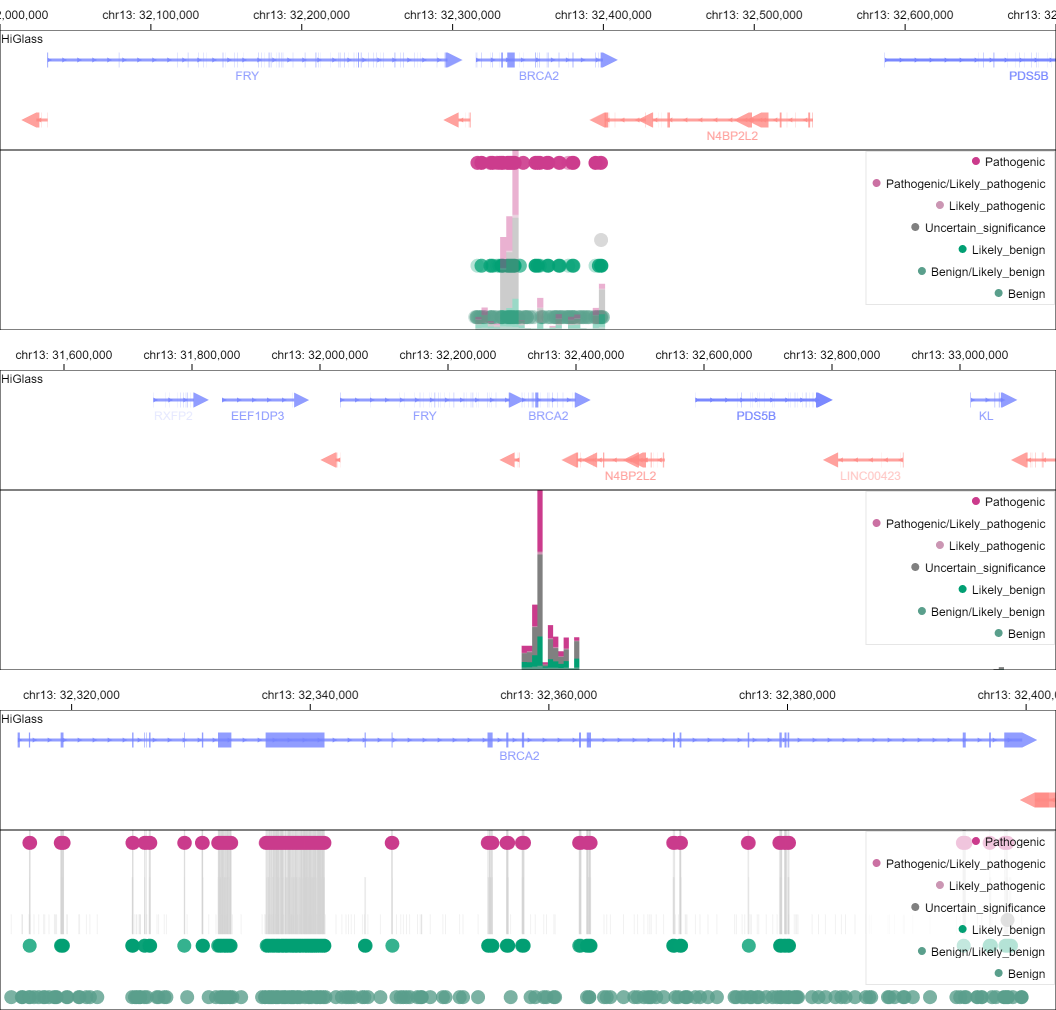 2,000,000 chr13: 32,100,000 chr13: 32,200,000 chr13: 32,300,000 chr13: 32,400,000 chr13: 32,500,000 chr13: 32,600,000 chr13: 32
HiGlass
FRY BRCA2 PDS5B
N4BP2L2
Pathogenic
Pathogenic/Likely_pathogenic
Likely_pathogenic
Uncertain_significance
Likely_benign
Benign/Likely_benign
Benign
chr13: 31,600,000 chr13: 31,800,000 chr13: 32,000,000 chr13: 32,200,000 chr13: 32,400,000 chr13: 32,600,000 chr13: 32,800,000 chr13: 33,000,000
HiGlass
RXFP2 EEF1DP3 FRY BRCA2 PDS5B KL
N4BP2L2 LINC00423
Pathogenic
Pathogenic/Likely_pathogenic
Likely_pathogenic
Uncertain_significance
Likely_benign
Benign/Likely_benign
Benign
chr13: 32,320,000 chr13: 32,340,000 chr13: 32,360,000 chr13: 32,380,000 chr13: 32,400,
HiGlass
BRCA2
Pathogenic
Pathogenic/Likely_pathogenic
Likely_pathogenic
Uncertain_significance
Likely_benign
Benign/Likely_benign
Benign